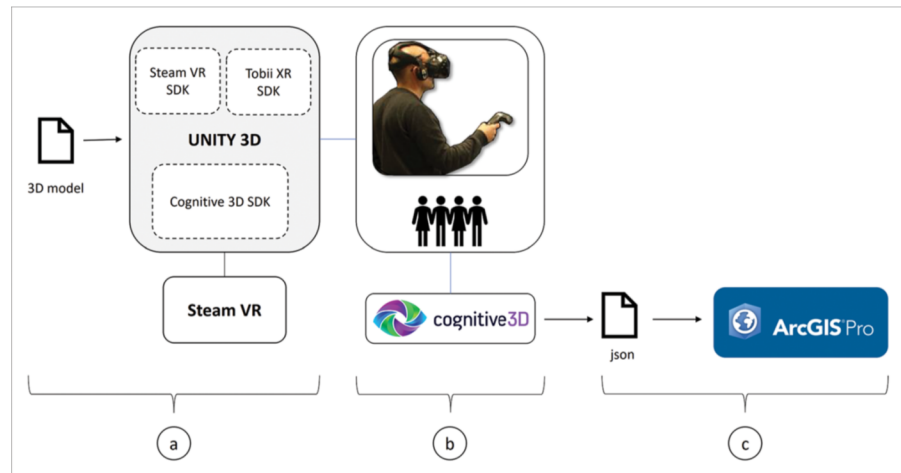 Steam VR
SDK
Tobii XR
SDK
UNITY 3D
3D model
Cognitive 3D SDK
Steam VR
cognitive3D
json
ArcGIS Pro
a
b
c